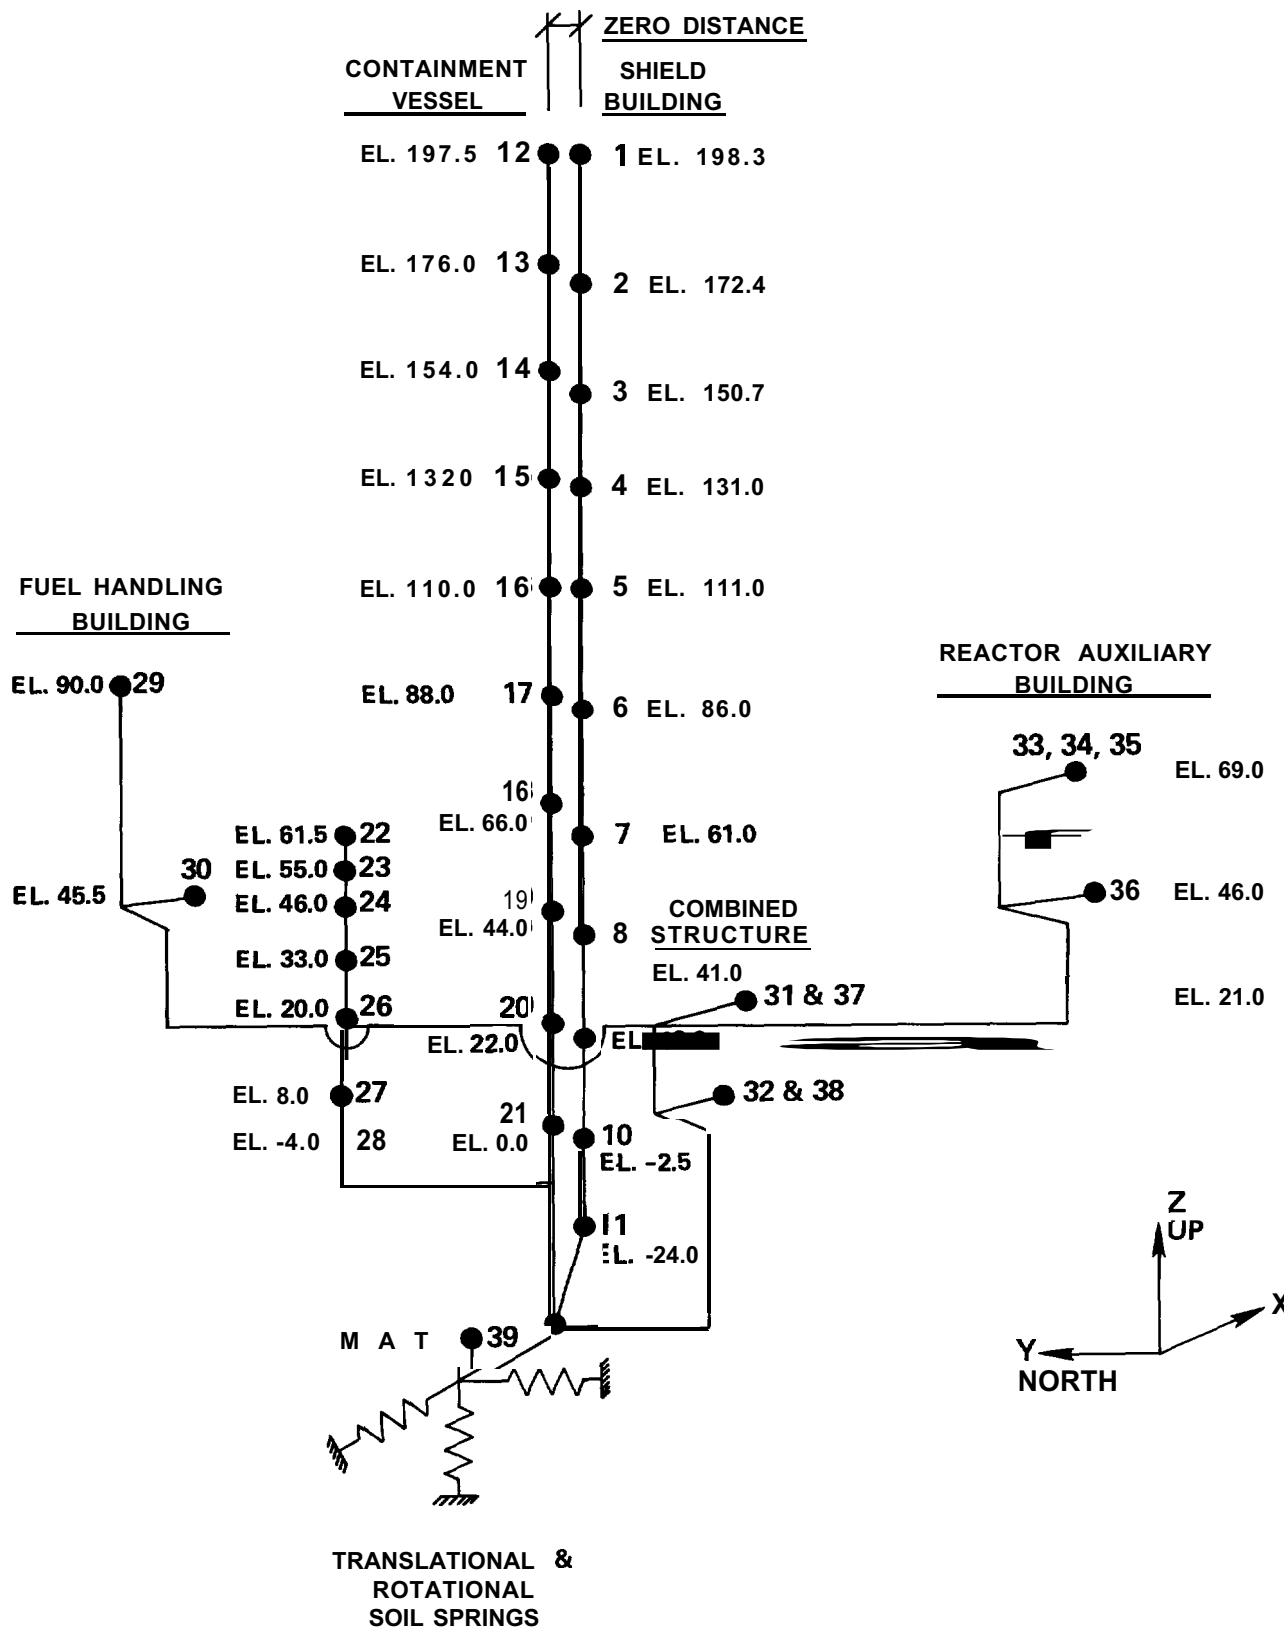 ZERO DISTANCE
CONTAINMENT
VESSEL
SHIELD
BUILDING
EL. 197.5 12
1 EL. 198.3
EL. 176.0 13
2 EL. 172.4
EL. 154.0 14
3 EL. 150.7
EL. 1320 15
4 EL. 131.0
EL. 110.0 16
5 EL. 111.0
FUEL HANDLING
BUILDING
EL. 90.0 29
EL. 88.0 17
6 EL. 86.0
REACTOR AUXILIARY
BUILDING
33, 34, 35
EL. 69.0
16
EL. 66.0
7 EL. 61.0
EL. 61.5 22
EL. 55.0 23
EL. 46.0 24
EL. 33.0 25
EL. 20.0 26
EL. 45.5
30
36
EL. 46.0
19
EL. 44.0
8
COMBINED
STRUCTURE
EL. 41.0
31 & 37
EL. 21.0
20
EL. 22.0
EL
32 & 38
EL. 8.0 27
EL. -4.0 28
21
EL. 0.0
10
EL. -2.5
11
EL. -24.0
Z
UP
X
Y
NORTH
MAT 39
TRANSLATIONAL &
ROTATIONAL
SOIL SPRINGS